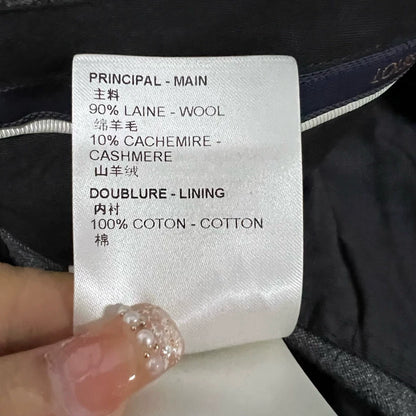 PRINCIPAL - MAIN
主料
90% LAINE - WOOL
绵羊毛
10% CACHEMIRE -
CASHMERE
山羊绒
DOUBLURE - LINING
内衬
100% COTON - COTTON
棉